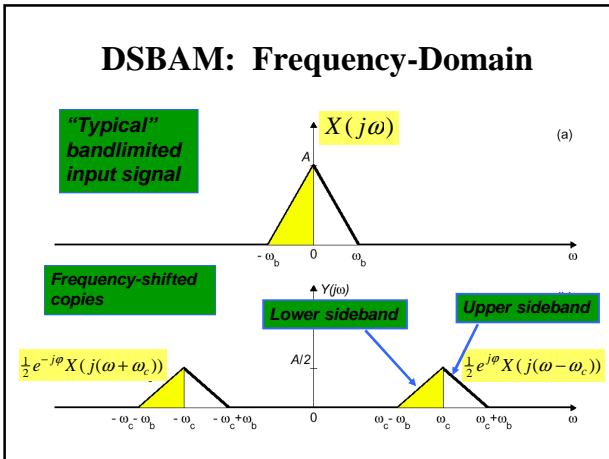 DSBAM: Frequency-Domain
"Typical"
bandlimited
input signal
X(jω)
(a)
A
- ω_b
0
ω_b
ω
Frequency-shifted
copies
Y(jω)
Lower sideband
Upper sideband
½e^{-jφ}X(j(ω+ω_c))
A/2
½e^{jφ}X(j(ω-ω_c))
- ω_c- ω_b
- ω_c
- ω_c+ω_b
0
ω_c- ω_b
ω_c
ω_c+ω_b
ω